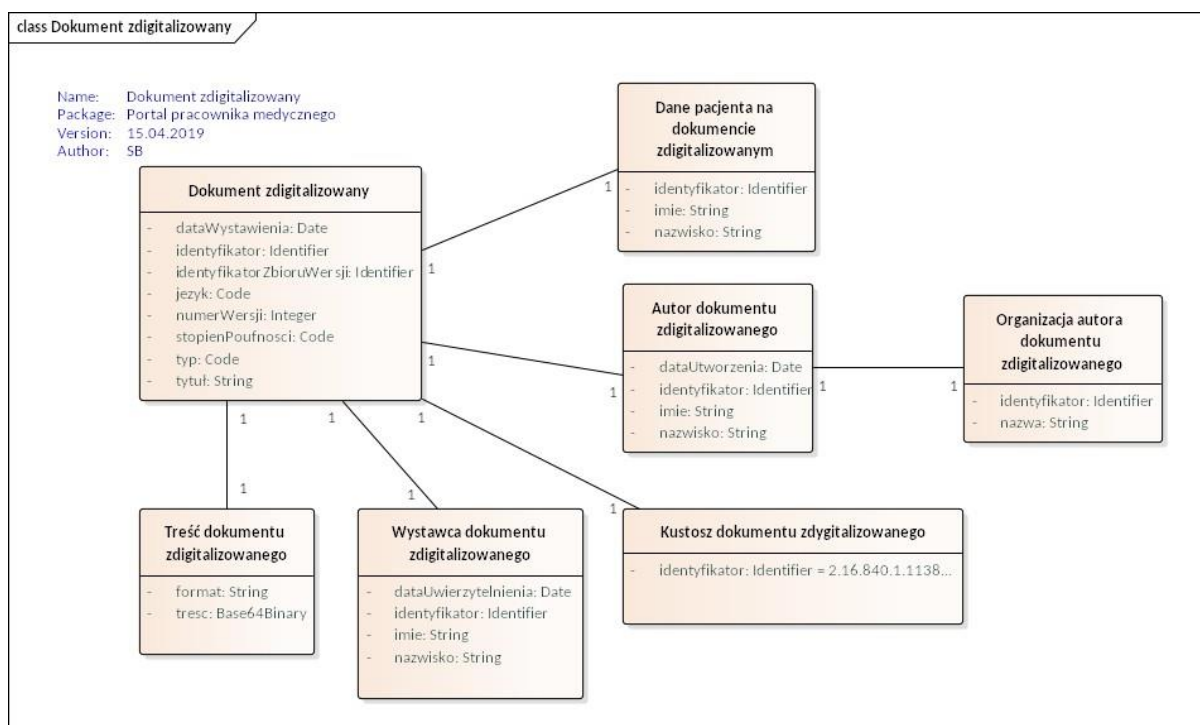 class Dokument zdigitalizowany
Name: Dokument zdigitalizowany
Package: Portal pracownika medycznego
Version: 15.04.2019
Author: SB
Dokument zdigitalizowany
- dataWystawienia: Date
- identyfikator: Identifier
- identyfikatorZbioruWersji: Identifier
- jezyk: Code
- numerWersji: Integer
- stopienPoufnosci: Code
- typ: Code
- tytuł: String
Dane pacjenta na
dokumencie
zdigitalizowanym
- identyfikator: Identifier
- imie: String
- nazwisko: String
1
1
Autor dokumentu
zdigitalizowanego
- dataUtworzenia: Date
- identyfikator: Identifier
- imie: String
- nazwisko: String
1
1
Organizacja autora
dokumentu
zdigitalizowanego
- identyfikator: Identifier
- nazwa: String
1
1
1
1
1
1
1
1
Treść dokumentu
zdigitalizowanego
- format: String
- tresc: Base64Binary
Wystawca dokumentu
zdigitalizowanego
- dataUwierzytelnienia: Date
- identyfikator: Identifier
- imie: String
- nazwisko: String
Kustosz dokumentu zdygitalizowanego
- identyfikator: Identifier = 2.16.840.1.1138...